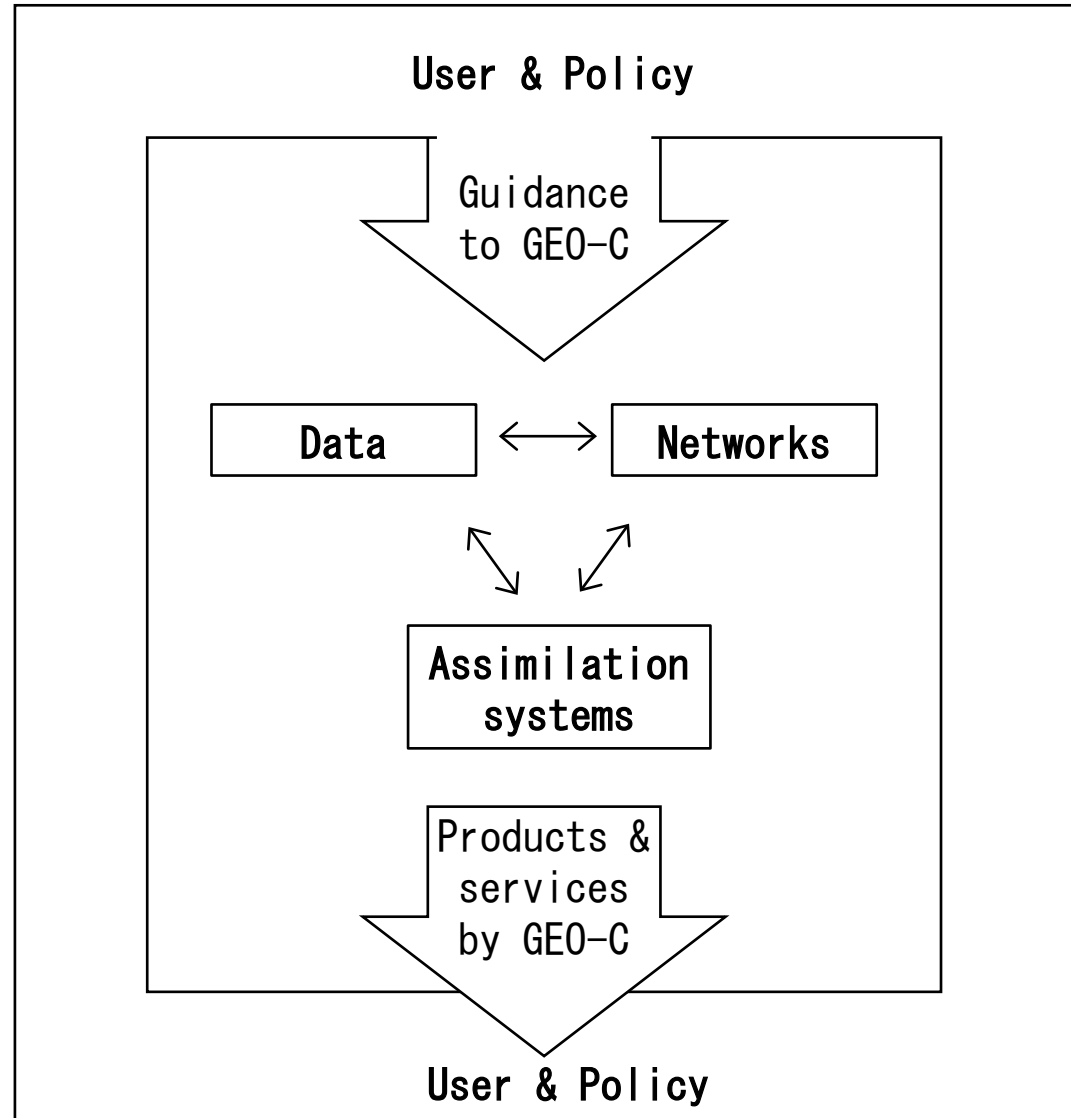 User & Policy
Guidance
to GEO-C
Data
Networks
Assimilation
systems
Products &
services
by GEO-C
User & Policy